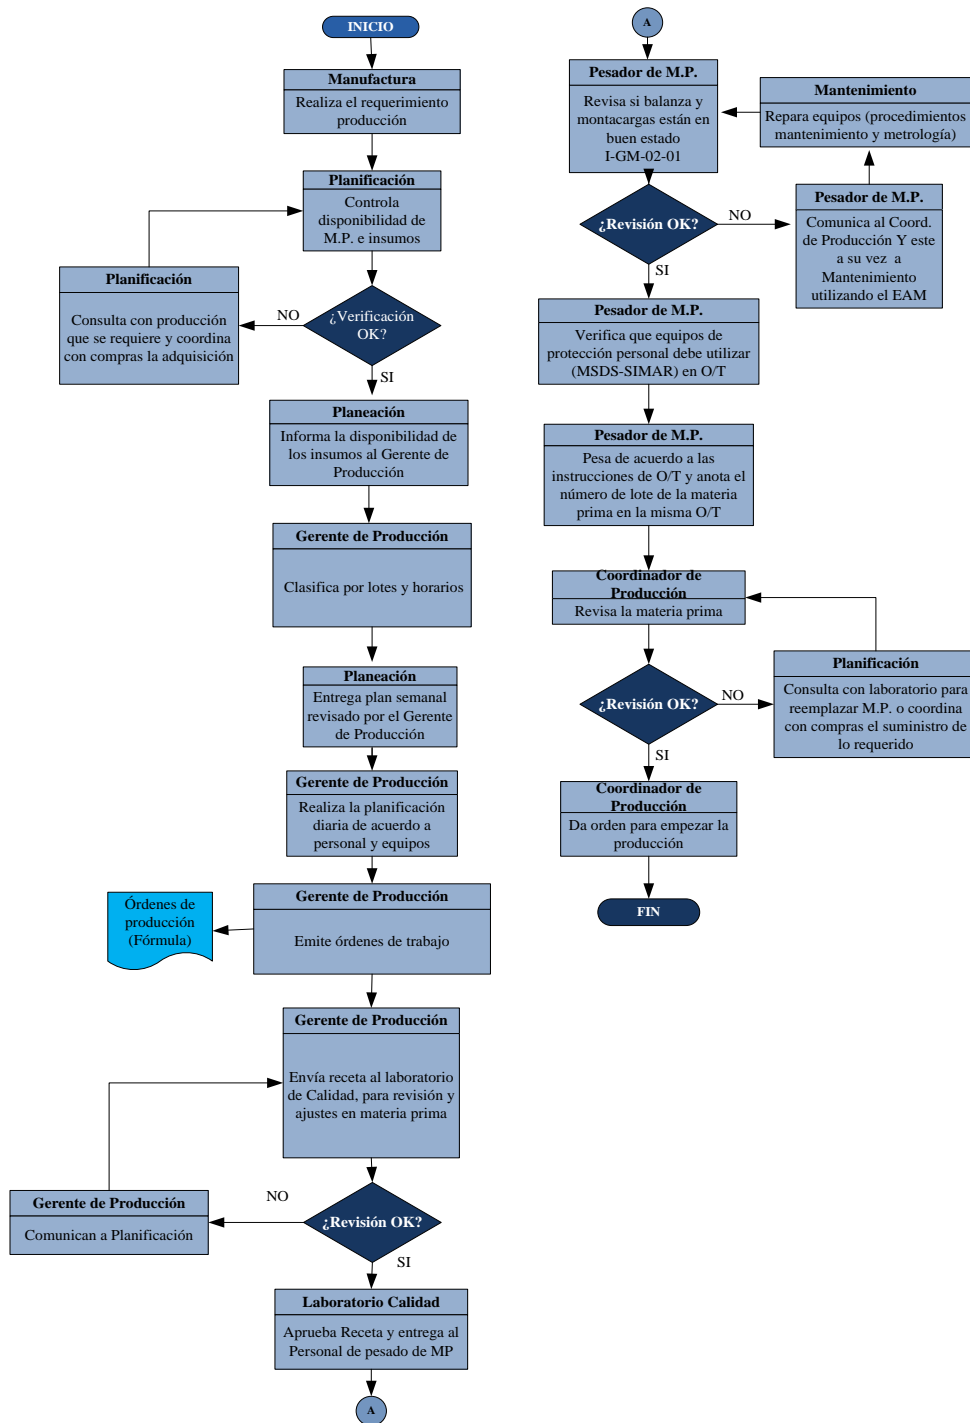 INICIO
Manufactura
Realiza el requerimiento
producción
Planificación
Controla
disponibilidad de
M.P. e insumos
Planificación
Consulta con producción
que se requiere y coordina
con compras la adquisición
NO
¿Verificación
OK?
SI
Planeación
Informa la disponibilidad de
los insumos al Gerente de
Producción
Gerente de Producción
Clasifica por lotes y horarios
Planeación
Entrega plan semanal
revisado por el Gerente
de Producción
Gerente de Producción
Realiza la planificación
diaria de acuerdo a
personal y equipos
Gerente de Producción
Emite órdenes de trabajo
Órdenes de
producción
(Fórmula)
Gerente de Producción
Envía receta al laboratorio
de Calidad, para revisión y
ajustes en materia prima
Gerente de Producción
Comunican a Planificación
NO
¿Revisión OK?
SI
Laboratorio Calidad
Aprueba Receta y entrega al
Personal de pesado de MP
A
A
Pesador de M.P.
Revisa si balanza y
montacargas están en
buen estado
I-GM-02-01
Mantenimiento
Repara equipos (procedimientos
mantenimiento y metrología)
¿Revisión OK?
NO
Pesador de M.P.
Comunica al Coord.
de Producción Y este
a su vez a
Mantenimiento
utilizando el EAM
SI
Pesador de M.P.
Verifica que equipos de
protección personal debe utilizar
(MSDS-SIMAR) en O/T
Pesador de M.P.
Pesa de acuerdo a las
instrucciones de O/T y anota el
número de lote de la materia
prima en la misma O/T
Coordinador de
Producción
Revisa la materia prima
¿Revisión OK?
NO
Planificación
Consulta con laboratorio para
reemplazar M.P. o coordina
con compras el suministro de
lo requerido
SI
Coordinador de
Producción
Da orden para empezar la
producción
FIN